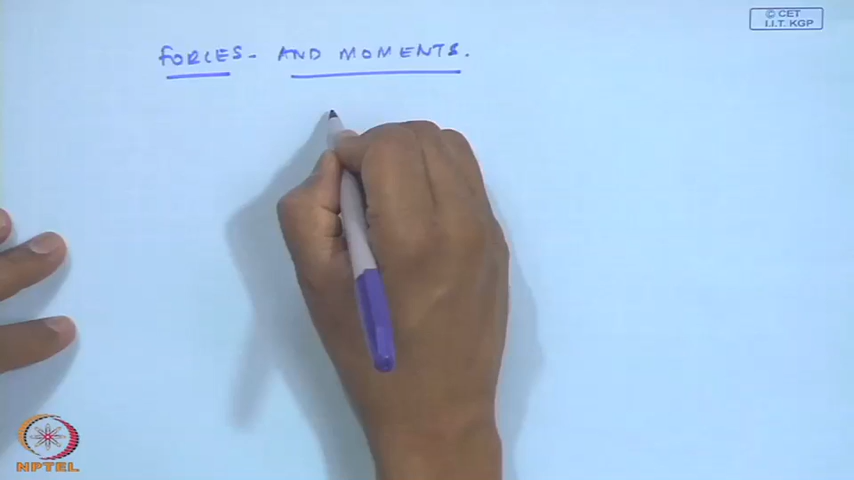 © CET
I.I.T. KGP
FORCES - AND MOMENTS.
NPTEL